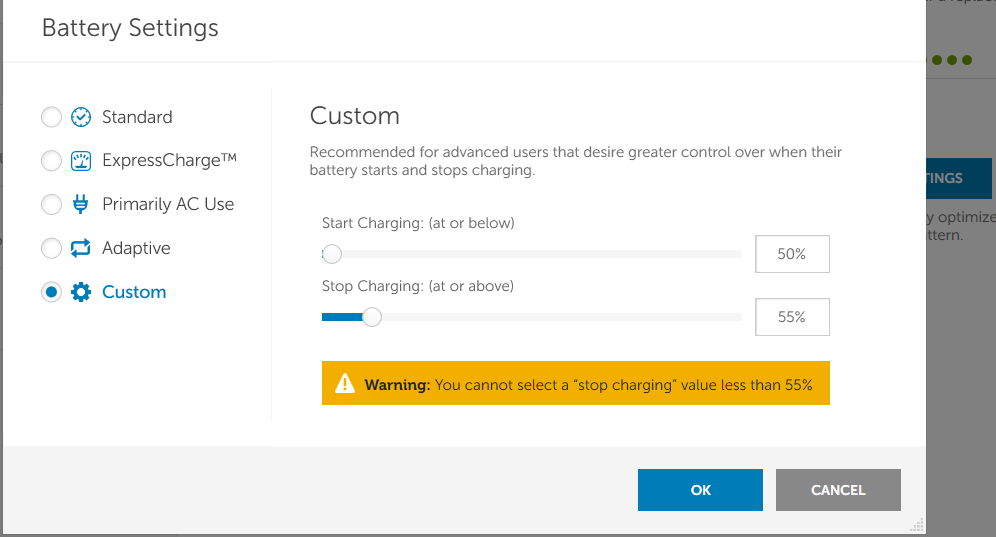 Battery Settings
Standard
ExpressCharge™
Primarily AC Use
Adaptive
Custom
Custom
Recommended for advanced users that desire greater control over when their
battery starts and stops charging.
Start Charging: (at or below)
50%
Stop Charging: (at or above)
55%
Warning: You cannot select a "stop charging" value less than 55%
OK
CANCEL
TINGS
y optimize
ttern.